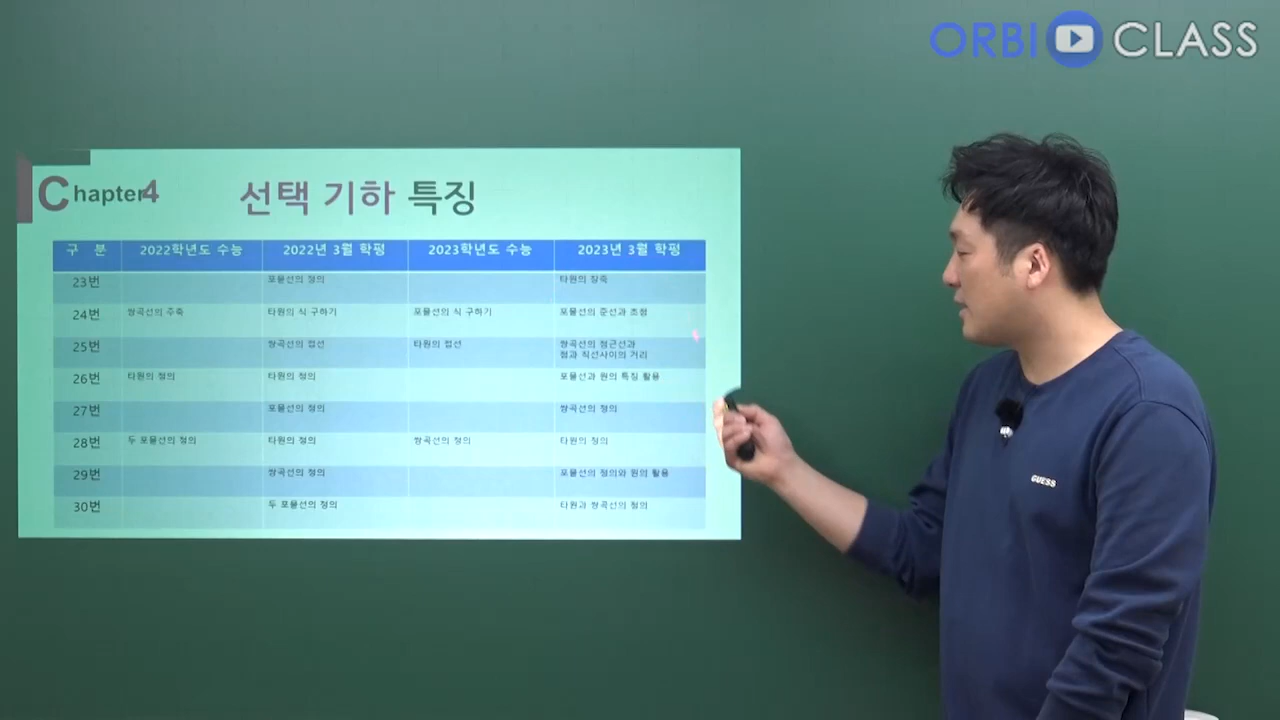 ORBI CLASS
Chapter4
선택 기하 특징
구 분 2022학년도 수능 2022년 3월 학평 2023학년도 수능 2023년 3월 학평
23번 포물선의 정의 타원의 장축
24번 쌍곡선의 주축 타원의 식 구하기 포물선의 식 구하기 포물선의 준선과 초점
25번 쌍곡선의 접선 타원의 접선 쌍곡선의 점근선과
점과 직선사이의 거리
26번 타원의 정의 타원의 정의 포물선과 원의 특징 활용
27번 포물선의 정의 쌍곡선의 정의
28번 두 포물선의 정의 타원의 정의 쌍곡선의 정의 타원의 정의
29번 쌍곡선의 정의 포물선의 정의와 원의 활용
30번 두 포물선의 정의 타원과 쌍곡선의 정의
GUESS